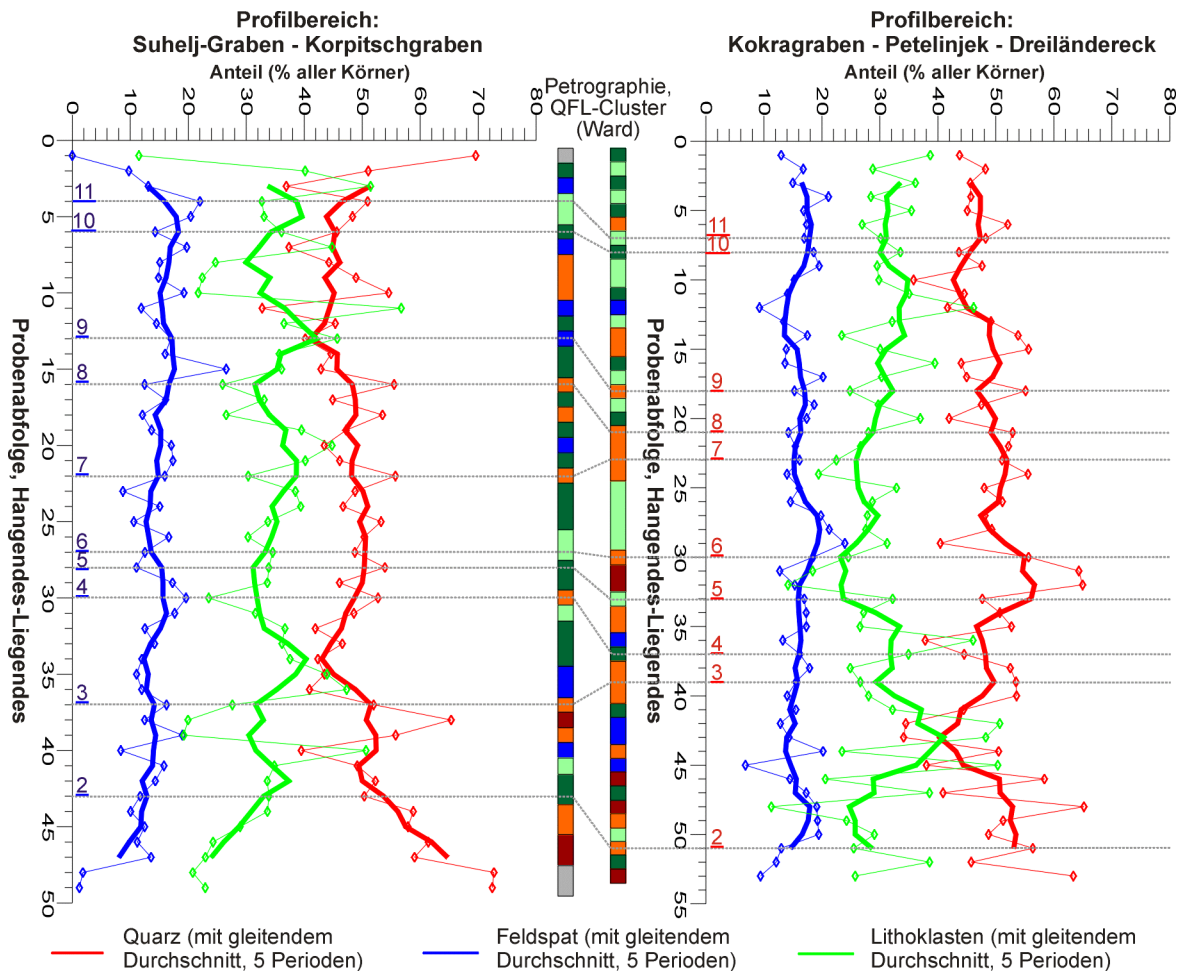 Profilbereich:
Suhelj-Graben - Korpitschgraben
Anteil (% aller Körner)
0 10 20 30 40 50 60 70 80
Probenabfolge, Hangendes-Liegendes
0
5
10
15
20
25
30
35
40
45
50
11
10
9
8
7
6
5
4
3
2
Petrographie,
QFL-Cluster
(Ward)
Profilbereich:
Kokragraben - Petelinjek - Dreiländereck
Anteil (% aller Körner)
0 10 20 30 40 50 60 70 80
Probenabfolge, Hangendes-Liegendes
0
5
10
15
20
25
30
35
40
45
50
55
11
10
9
8
7
6
5
4
3
2
Quarz (mit gleitendem
Durchschnitt, 5 Perioden)
Feldspat (mit gleitendem
Durchschnitt, 5 Perioden)
Lithoklasten (mit gleitendem
Durchschnitt, 5 Perioden)